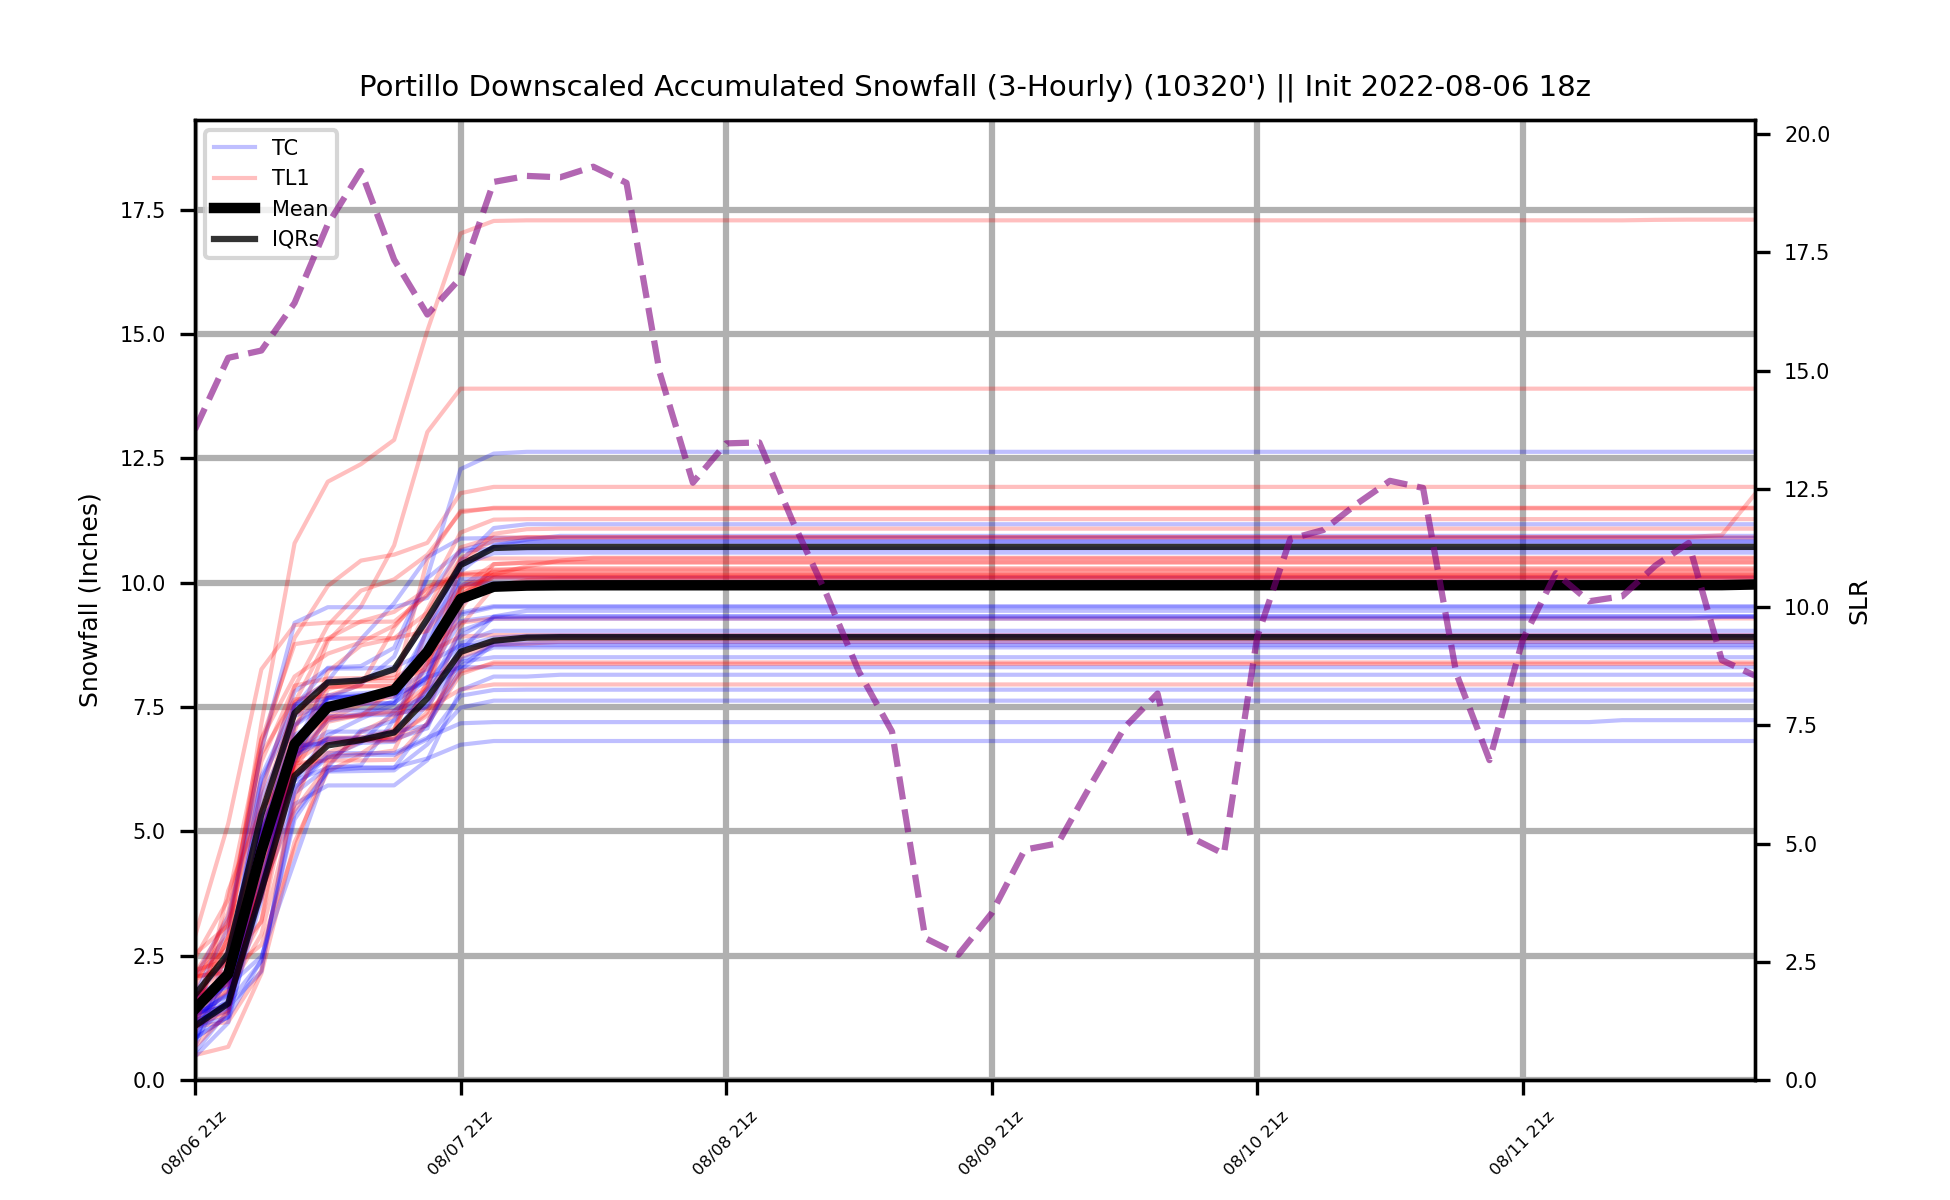 Portillo Downscaled Accumulated Snowfall (3-Hourly) (10320') || Init 2022-08-06 18z
TC
TL1
Mean
IQRs
Snowfall (Inches)
17.5
15.0
12.5
10.0
7.5
5.0
2.5
0.0
20.0
17.5
15.0
12.5
10.0
7.5
5.0
2.5
0.0
SLR
08/06 21z
08/07 21z
08/08 21z
08/09 21z
08/10 21z
08/11 21z